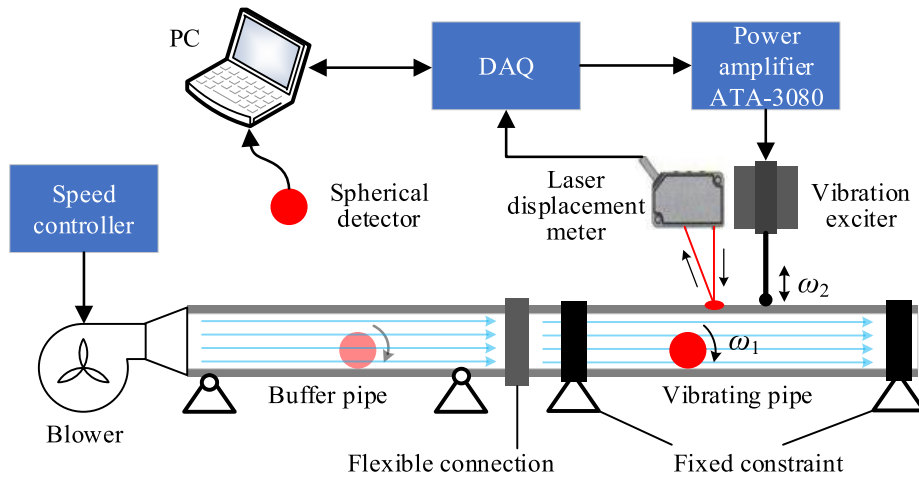 PC
DAQ
Power
amplifier
ATA-3080
Speed
controller
Spherical
detector
Laser
displacement
meter
Vibration
exciter
ω2
ω1
Buffer pipe
Vibrating pipe
Blower
Flexible connection
Fixed constraint